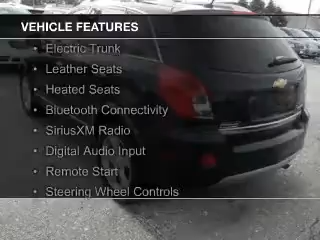 VEHICLE FEATURES
• Electric Trunk
• Leather Seats
• Heated Seats
• Bluetooth Connectivity
• SiriusXM Radio
• Digital Audio Input
• Remote Start
• Steering Wheel Controls